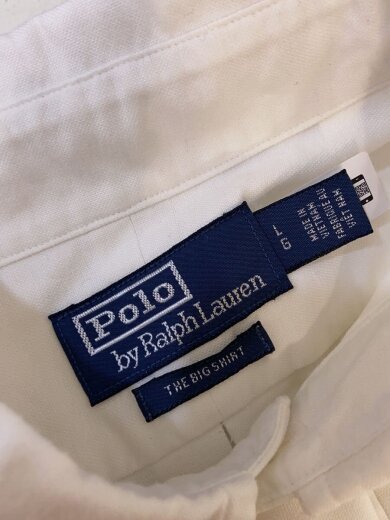 Polo
by Ralph Lauren
THE BIG SHIRT
L
G
MADE IN
VIETNAM
FABRIQUE AU
VIET NAM